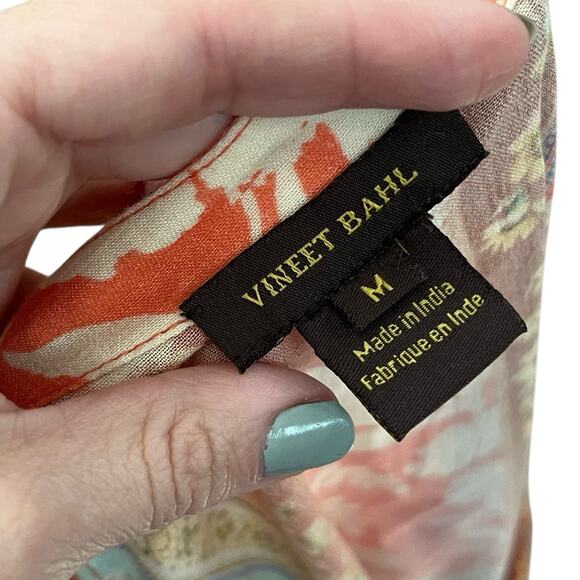 VINEET BAHL
M
Made in India
Fabriqué en Inde